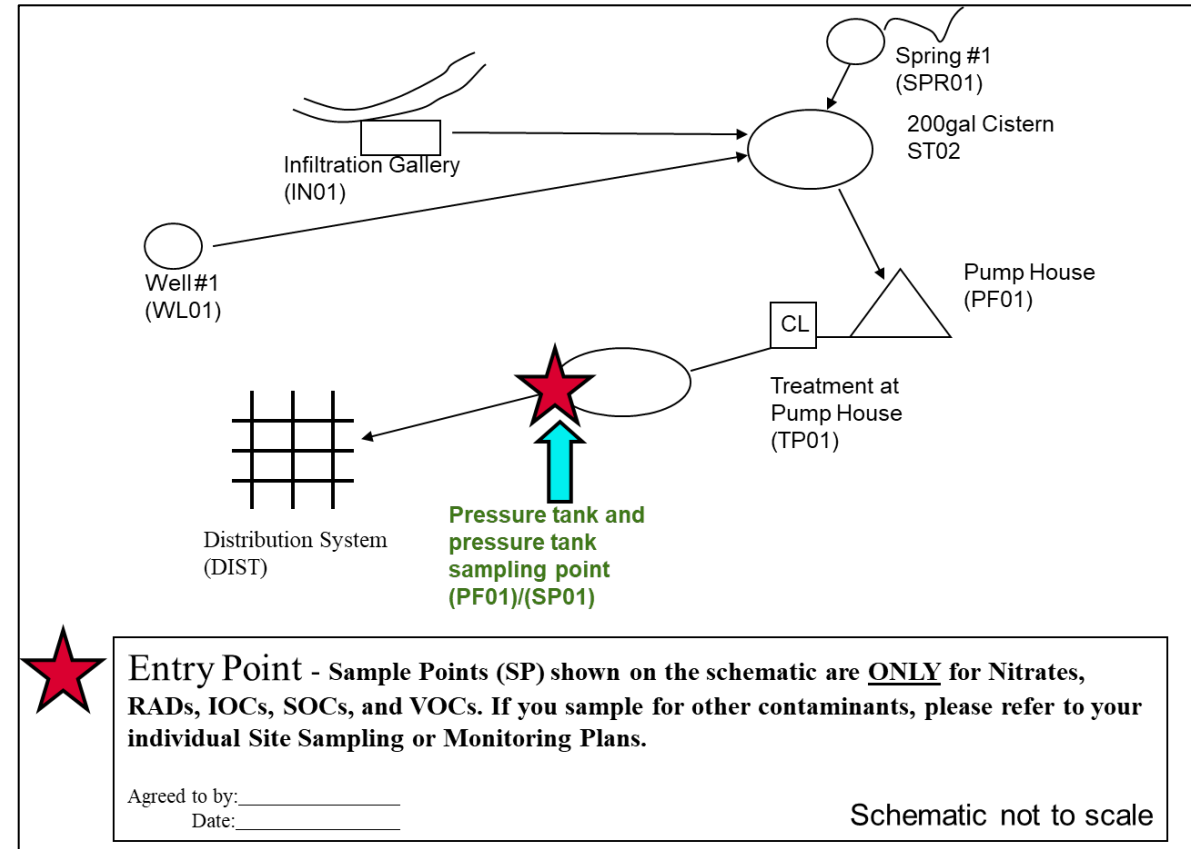 Spring #1
(SPR01)
200gal Cistern
ST02
Infiltration Gallery
(IN01)
Well#1
(WL01)
Pump House
(PF01)
CL
Treatment at
Pump House
(TP01)
Distribution System
(DIST)
Pressure tank and
pressure tank
sampling point
(PF01)/(SP01)
Entry Point - Sample Points (SP) shown on the schematic are ONLY for Nitrates,
RADs, IOCs, SOCs, and VOCs. If you sample for other contaminants, please refer to your
individual Site Sampling or Monitoring Plans.
Agreed to by:________________
Date:________________
Schematic not to scale